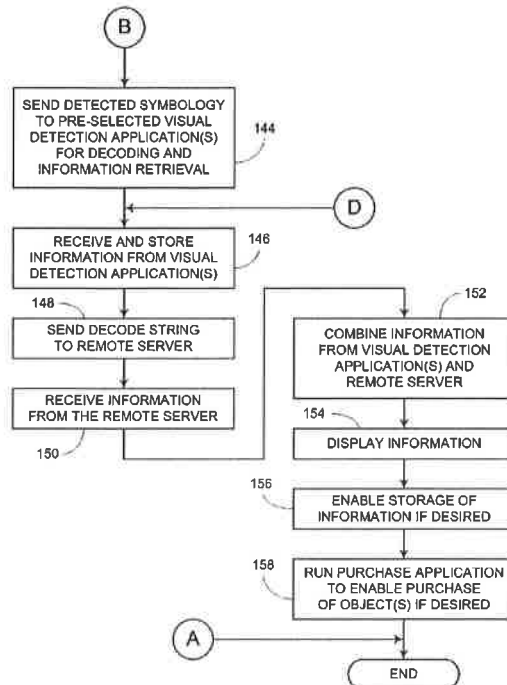 B
SEND DETECTED SYMBOLOGY
TO PRE-SELECTED VISUAL
DETECTION APPLICATION(S)
FOR DECODING AND
INFORMATION RETRIEVAL
144
D
RECEIVE AND STORE
INFORMATION FROM VISUAL
DETECTION APPLICATION(S)
146
148
SEND DECODE STRING
TO REMOTE SERVER
RECEIVE INFORMATION
FROM THE REMOTE SERVER
150
152
COMBINE INFORMATION
FROM VISUAL DETECTION
APPLICATION(S) AND
REMOTE SERVER
154
DISPLAY INFORMATION
156
ENABLE STORAGE OF
INFORMATION IF DESIRED
158
RUN PURCHASE APPLICATION
TO ENABLE PURCHASE
OF OBJECT(S) IF DESIRED
A
END